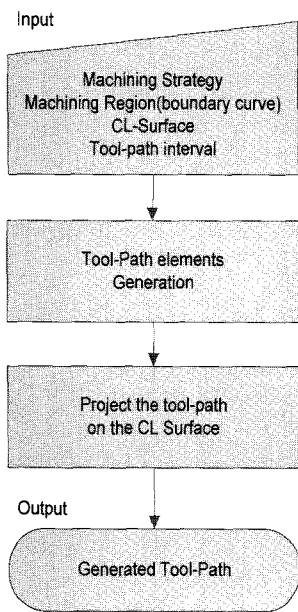 Input
Machining Strategy
Machining Region(boundary curve)
CL-Surface
Tool-path interval
Tool-Path elements
Generation
Project the tool-path
on the CL Surface
Output
Generated Tool-Path